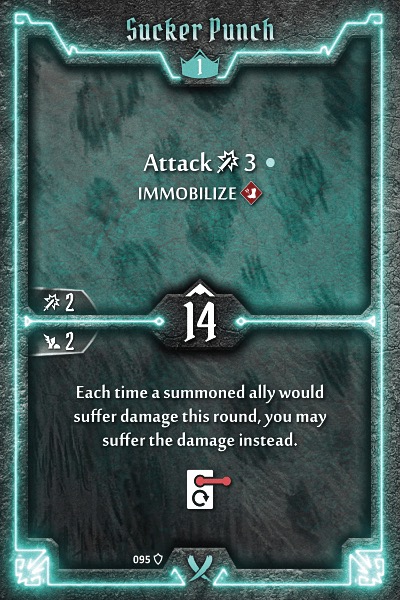 Sucker Punch
1
Attack 3
IMMOBILIZE
2
14
2
Each time a summoned ally would
suffer damage this round, you may
suffer the damage instead.
095